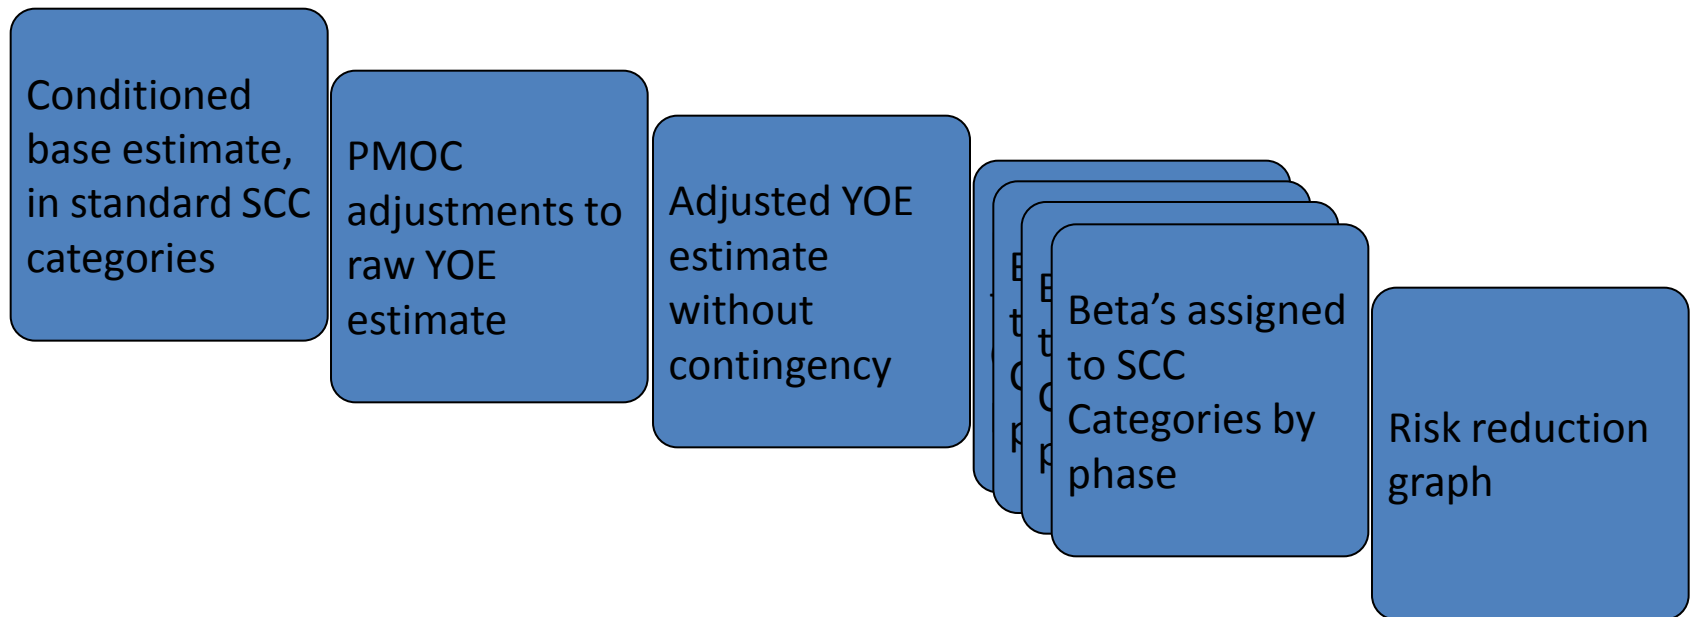 Conditioned
base estimate,
in standard SCC
categories
PMOC
adjustments to
raw YOE
estimate
Adjusted YOE
estimate
without
contingency
Beta’s assigned
to SCC
Categories by
phase
Risk reduction
graph